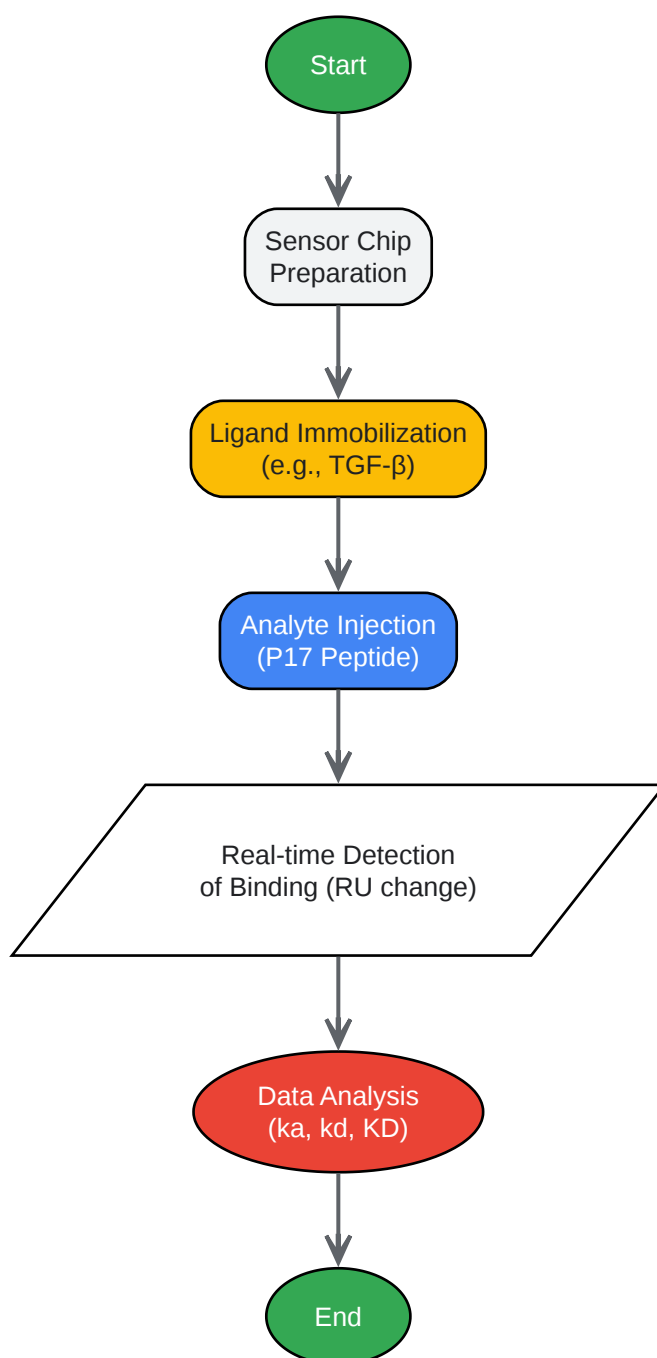 Start
Sensor Chip
Preparation
Ligand Immobilization
(e.g., TGF-β)
Analyte Injection
(P17 Peptide)
Real-time Detection
of Binding (RU change)
Data Analysis
(ka, kd, KD)
End